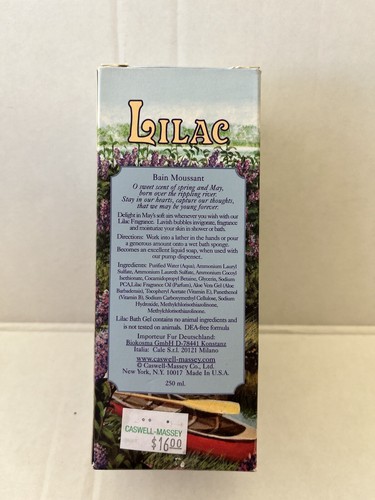 LILAC
Bain Moussant
O sweet scent of spring and May,
born over the rippling river.
Stay in our hearts, capture our thoughts,
that we may be young forever.
Delight in May's soft airs whenever you wish with our
Lilac Fragrance. Lavish bubbles invigorate, fragrance
and moisturize your skin in shower or bath.
Directions: Work into a lather in the hands or pour
a generous amount onto a wet bath sponge.
Becomes an excellent liquid soap, when used with
our pump dispenser.
Ingredients: Purified Water (Aqua), Ammonium Lauryl
Sulfate, Ammonium Laureth Sulfate, Ammonium Cocoyl
Isethionate, Cocamidopropyl Betaine, Glycerin, Sodium
PCA, Lilac Fragrance Oil (Parfum), Aloe Vera Gel (Aloe
Barbadensis), Tocopheryl Acetate (Vitamin E), Panethenol
(Vitamin B), Sodium Carboxymethyl Cellulose, Sodium
Hydroxide, Methylchloroisothiazolinone,
Methylchloroisothiazolinone.
Lilac Bath Gel contains no animal ingredients and
is not tested on animals. DEA-free formula
Importeur Fur Deutschland:
Biokosma GmbH D-78441 Konstanz
Italia: Cale S.r.l. 20121 Milano
www.caswell-massey.com
© Caswell-Massey Co., Ltd.
New York, N.Y. 10017 Made In U.S.A.
250 ml.
CASWELL-MASSEY
$16.00